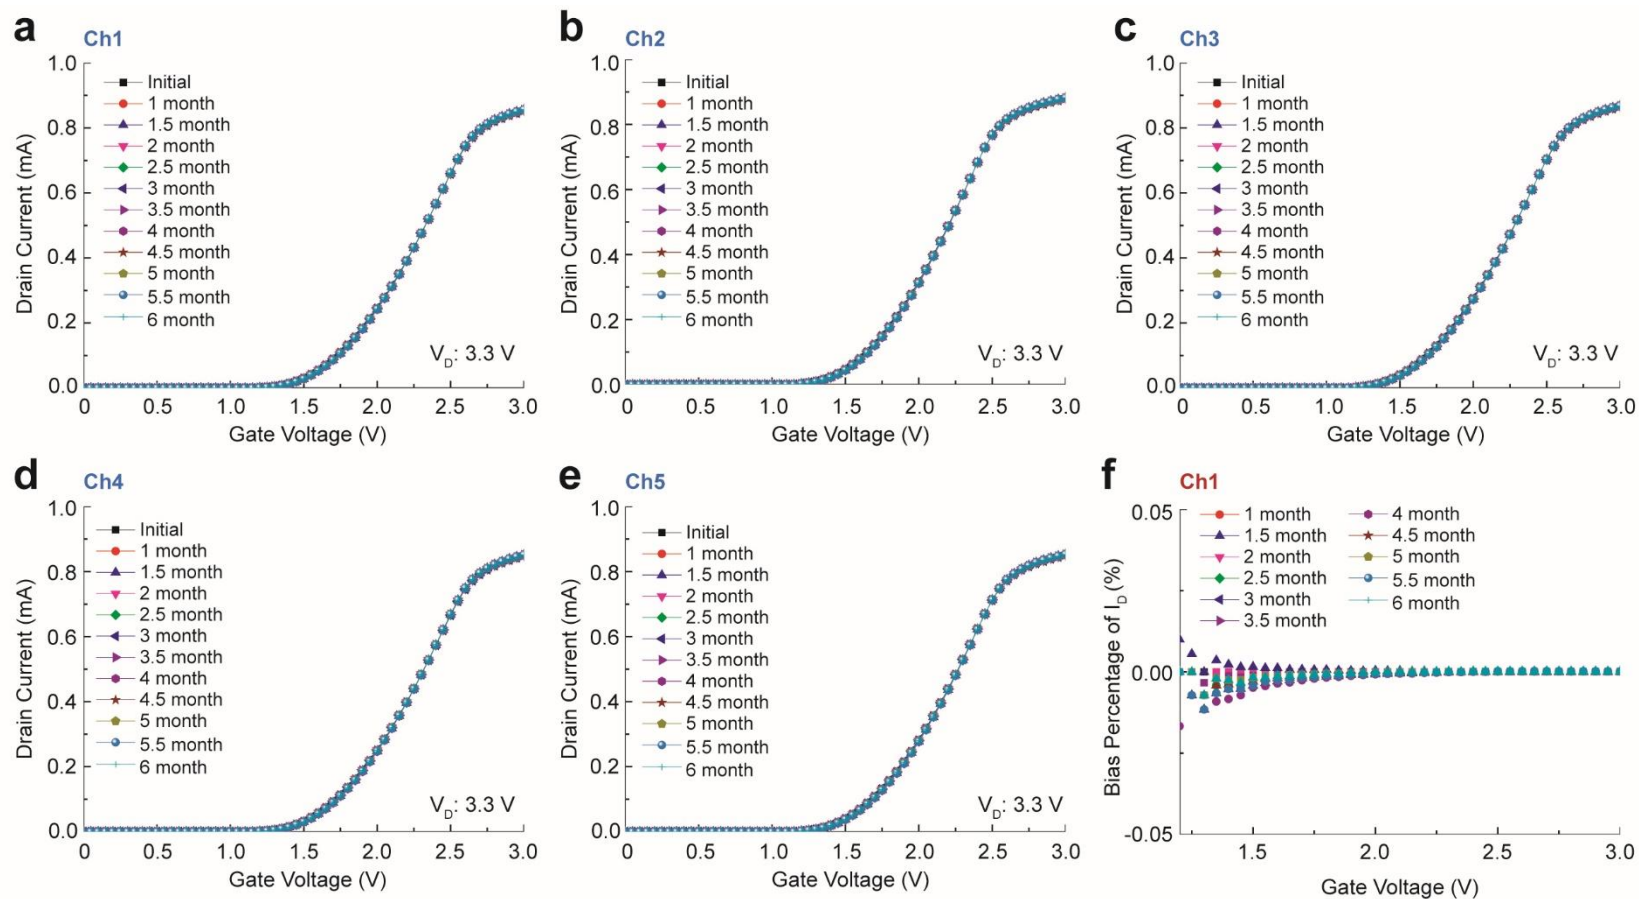 a
Ch1
1.0
0.8
0.6
0.4
0.2
0.0
Drain Current (mA)
Initial
1 month
1.5 month
2 month
2.5 month
3 month
3.5 month
4 month
4.5 month
5 month
5.5 month
6 month
V_D: 3.3 V
0 0.5 1.0 1.5 2.0 2.5 3.0
Gate Voltage (V)
b
Ch2
1.0
0.8
0.6
0.4
0.2
0.0
Drain Current (mA)
Initial
1 month
1.5 month
2 month
2.5 month
3 month
3.5 month
4 month
4.5 month
5 month
5.5 month
6 month
V_D: 3.3 V
0 0.5 1.0 1.5 2.0 2.5 3.0
Gate Voltage (V)
c
Ch3
1.0
0.8
0.6
0.4
0.2
0.0
Drain Current (mA)
Initial
1 month
1.5 month
2 month
2.5 month
3 month
3.5 month
4 month
4.5 month
5 month
5.5 month
6 month
V_D: 3.3 V
0 0.5 1.0 1.5 2.0 2.5 3.0
Gate Voltage (V)
d
Ch4
1.0
0.8
0.6
0.4
0.2
0.0
Drain Current (mA)
Initial
1 month
1.5 month
2 month
2.5 month
3 month
3.5 month
4 month
4.5 month
5 month
5.5 month
6 month
V_D: 3.3 V
0 0.5 1.0 1.5 2.0 2.5 3.0
Gate Voltage (V)
e
Ch5
1.0
0.8
0.6
0.4
0.2
0.0
Drain Current (mA)
Initial
1 month
1.5 month
2 month
2.5 month
3 month
3.5 month
4 month
4.5 month
5 month
5.5 month
6 month
V_D: 3.3 V
0 0.5 1.0 1.5 2.0 2.5 3.0
Gate Voltage (V)
f
Ch1
0.05
0.00
-0.05
Bias Percentage of I_D (%)
1 month
1.5 month
2 month
2.5 month
3 month
3.5 month
4 month
4.5 month
5 month
5.5 month
6 month
1.5 2.0 2.5 3.0
Gate Voltage (V)